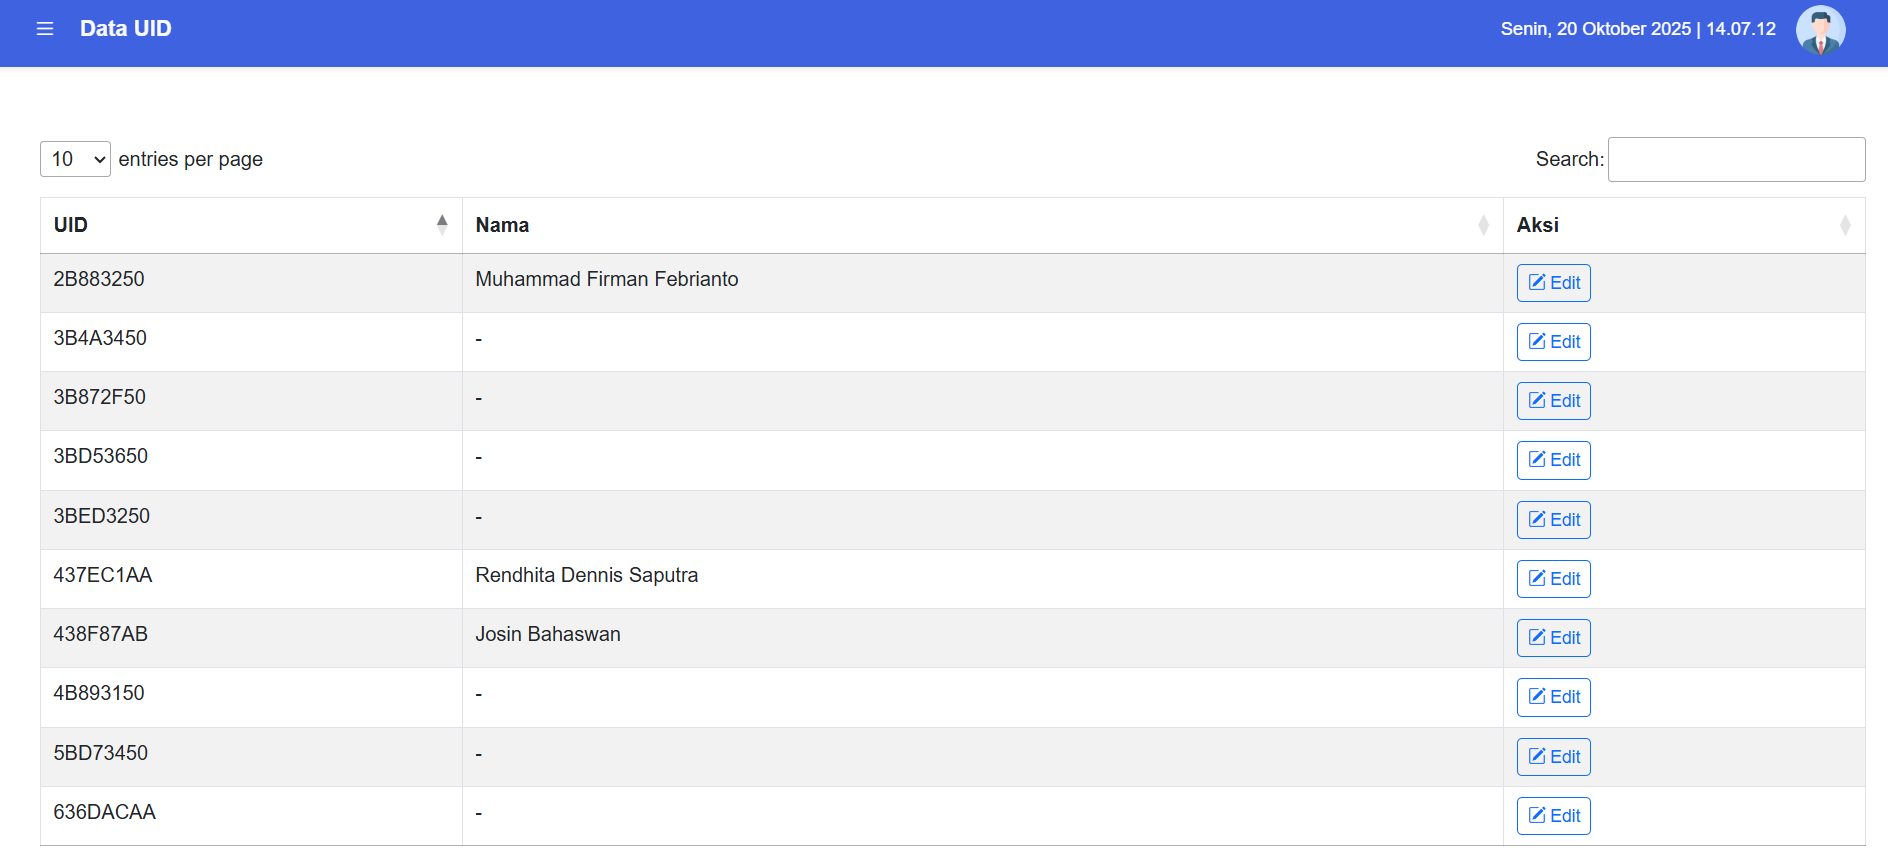 Data UID
Senin, 20 Oktober 2025 | 14.07.12
10 entries per page
Search:
UID Nama Aksi
2B883250 Muhammad Firman Febrianto Edit
3B4A3450 - Edit
3B872F50 - Edit
3BD53650 - Edit
3BED3250 - Edit
437EC1AA Rendhita Dennis Saputra Edit
438F87AB Josin Bahaswan Edit
4B893150 - Edit
5BD73450 - Edit
636DACAA - Edit